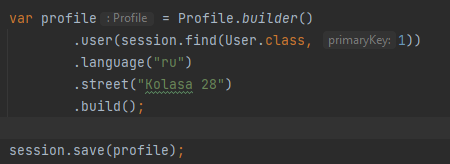 var profile : Profile = Profile.builder()
.user(session.find(User.class, primaryKey: 1))
.language("ru")
.street("Kolasa 28")
.build();
session.save(profile);